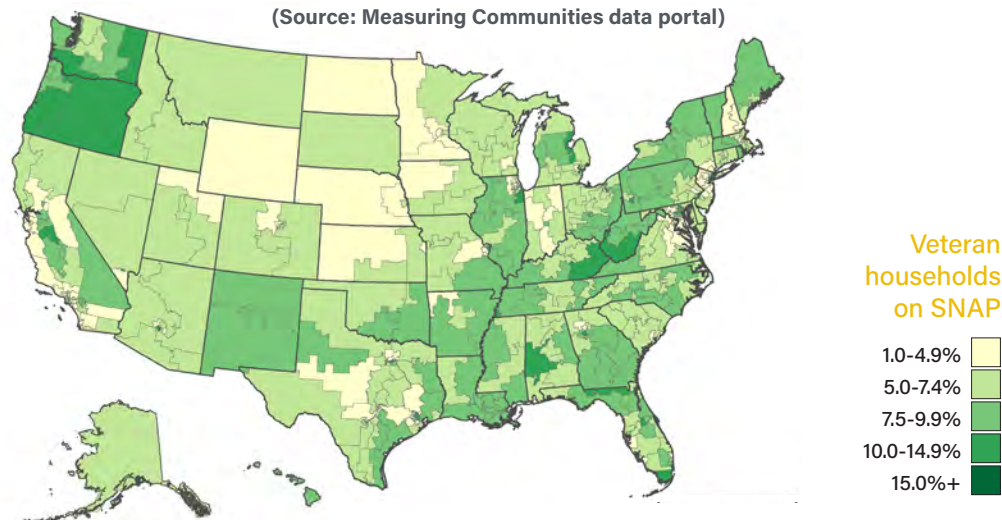 (Source: Measuring Communities data portal)
Veteran
households
on SNAP
1.0-4.9%
5.0-7.4%
7.5-9.9%
10.0-14.9%
15.0%+